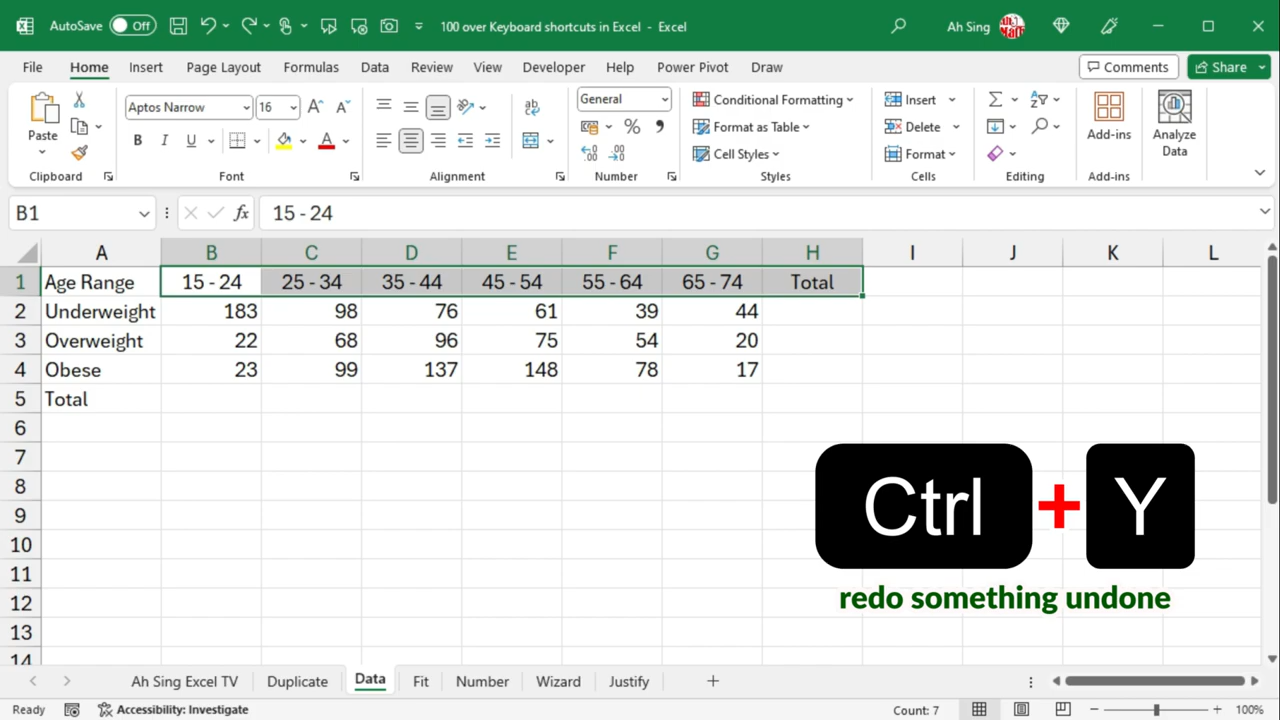 AutoSave Off 100 over Keyboard shortcuts in Excel - Excel Ah Sing
File Home Insert Page Layout Formulas Data Review View Developer Help Power Pivot Draw Comments Share
Paste
Clipboard
Aptos Narrow 16
B I U A
Font
ab
Alignment
General
% 9
Number
Conditional Formatting
Format as Table
Cell Styles
Styles
Insert
Delete
Format
Cells
Editing
Add-ins
Add-ins
Analyze
Data
B1 fx 15 - 24
A B C D E F G H I J K L
1 Age Range 15 - 24 25 - 34 35 - 44 45 - 54 55 - 64 65 - 74 Total
2 Underweight 183 98 76 61 39 44
3 Overweight 22 68 96 75 54 20
4 Obese 23 99 137 148 78 17
5 Total
6
7
8
9
10
11
12
13
14
Ctrl + Y
redo something undone
Ah Sing Excel TV Duplicate Data Fit Number Wizard Justify +
Ready Accessibility: Investigate Count: 7 - + 100%